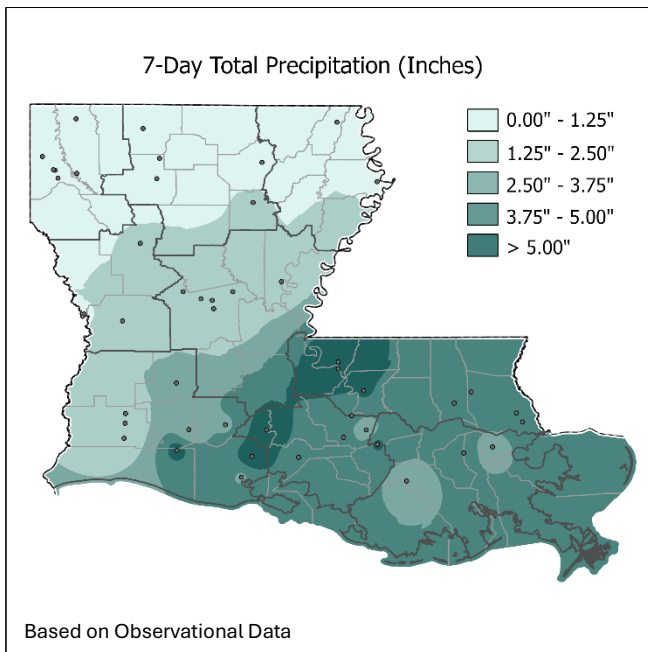 7-Day Total Precipitation (Inches)
0.00" - 1.25"
1.25" - 2.50"
2.50" - 3.75"
3.75" - 5.00"
> 5.00"
Based on Observational Data